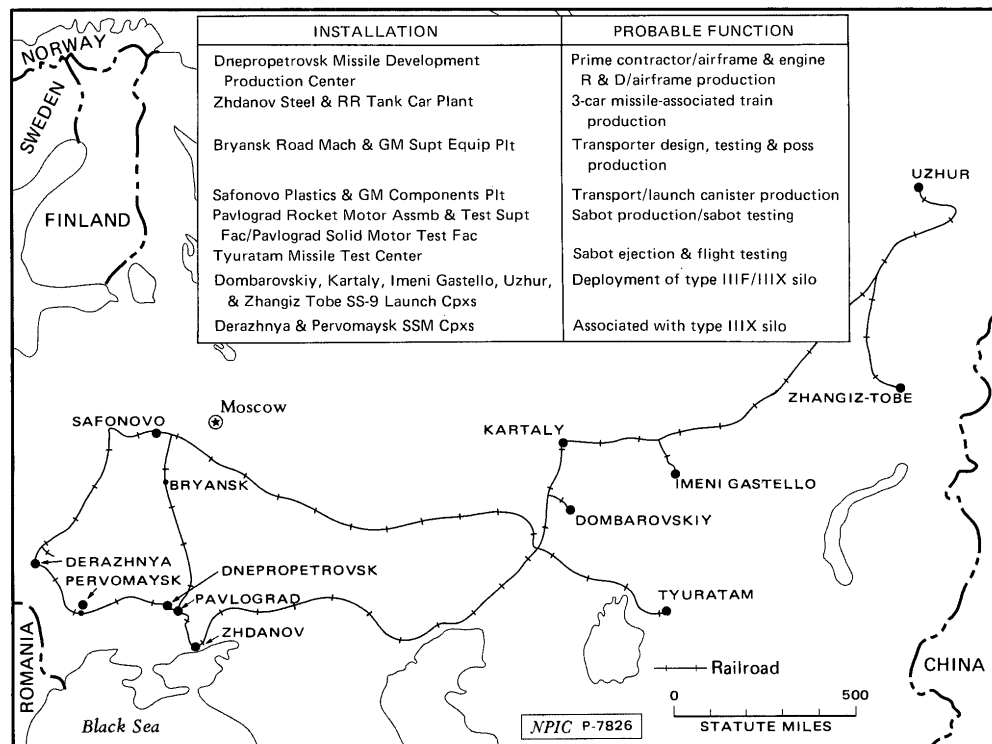 INSTALLATION
PROBABLE FUNCTION
Dnepropetrovsk Missile Development
Production Center
Prime contractor/airframe & engine
R & D/airframe production
Zhdanov Steel & RR Tank Car Plant
3-car missile-associated train
production
Bryansk Road Mach & GM Supt Equip Plt
Transporter design, testing & poss
production
Safonovo Plastics & GM Components Plt
Transport/launch canister production
Pavlograd Rocket Motor Assmb & Test Supt
Fac/Pavlograd Solid Motor Test Fac
Sabot production/sabot testing
Tyuratam Missile Test Center
Sabot ejection & flight testing
Dombarovskiy, Kartaly, Imeni Gastello, Uzhur,
& Zhangiz Tobe SS-9 Launch Cpxs
Deployment of type IIIF/IIIX silo
Derazhnya & Pervomaysk SSM Cpxs
Associated with type IIIX silo
NORWAY
SWEDEN
FINLAND
UZHUR
ZHANGIZ-TOBE
Moscow
SAFONOVO
KARTALY
IMENI GASTELLO
BRYANSK
DOMBAROVSKIY
DERAZHNYA
PERVOMAYSK
DNEPROPETROVSK
PAVLOGRAD
TYURATAM
ZHDANOV
ROMANIA
CHINA
Railroad
0 500
STATUTE MILES
Black Sea
NPIC P-7826